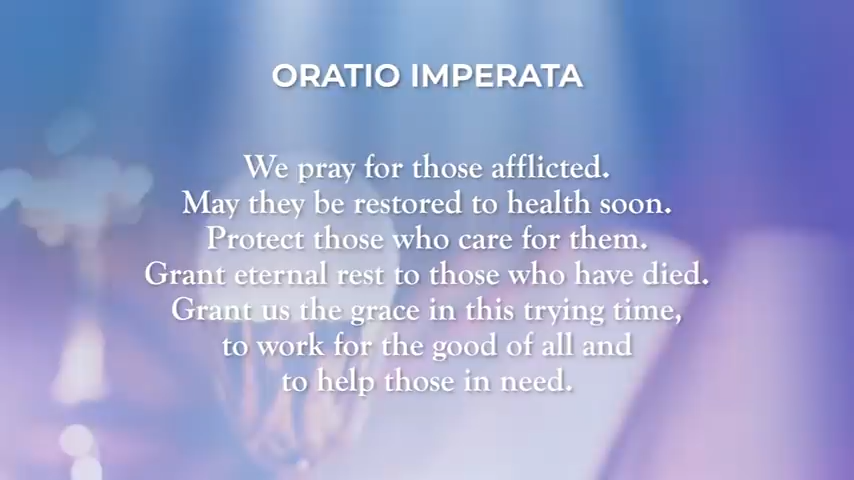 ORATIO IMPERATA
We pray for those afflicted.
May they be restored to health soon.
Protect those who care for them.
Grant eternal rest to those who have died.
Grant us the grace in this trying time,
to work for the good of all and
to help those in need.